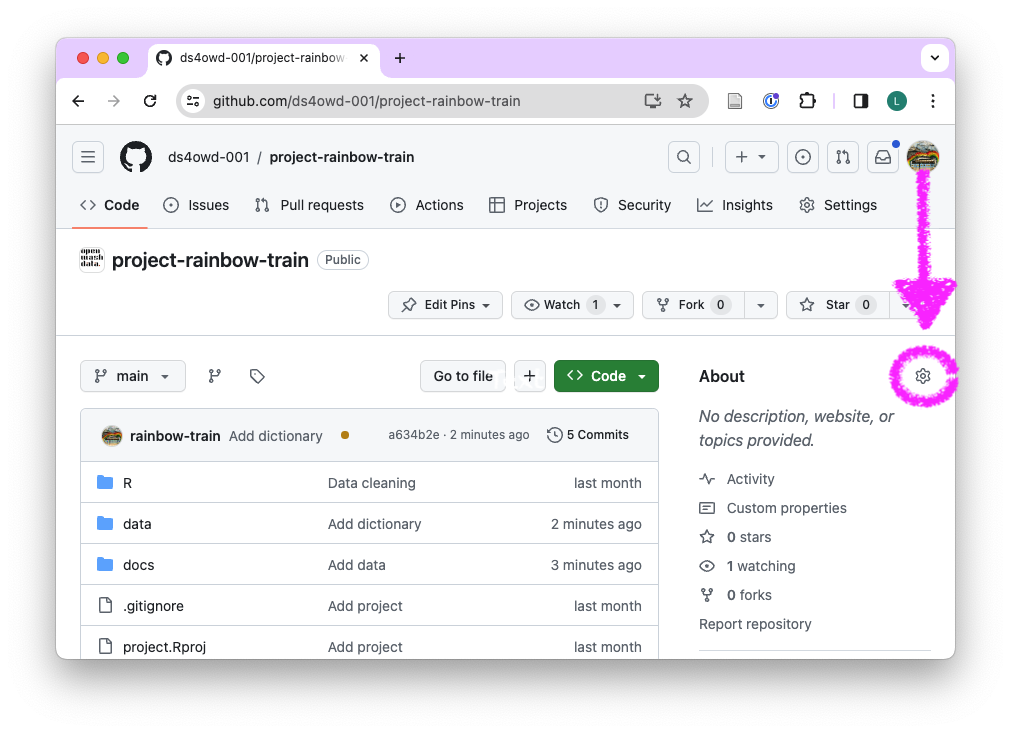 ds4owd-001/project-rainbow
github.com/ds4owd-001/project-rainbow-train
L
ds4owd-001 / project-rainbow-train
Code Issues Pull requests Actions Projects Security Insights Settings
open
wash
data.
project-rainbow-train Public
Edit Pins Watch 1 Fork 0 Star 0
main Go to file Code
About
No description, website, or
topics provided.
rainbow-train Add dictionary a634b2e · 2 minutes ago 5 Commits
R Data cleaning last month
data Add dictionary 2 minutes ago
docs Add data 3 minutes ago
.gitignore Add project last month
project.Rproj Add project last month
Activity
Custom properties
0 stars
1 watching
0 forks
Report repository